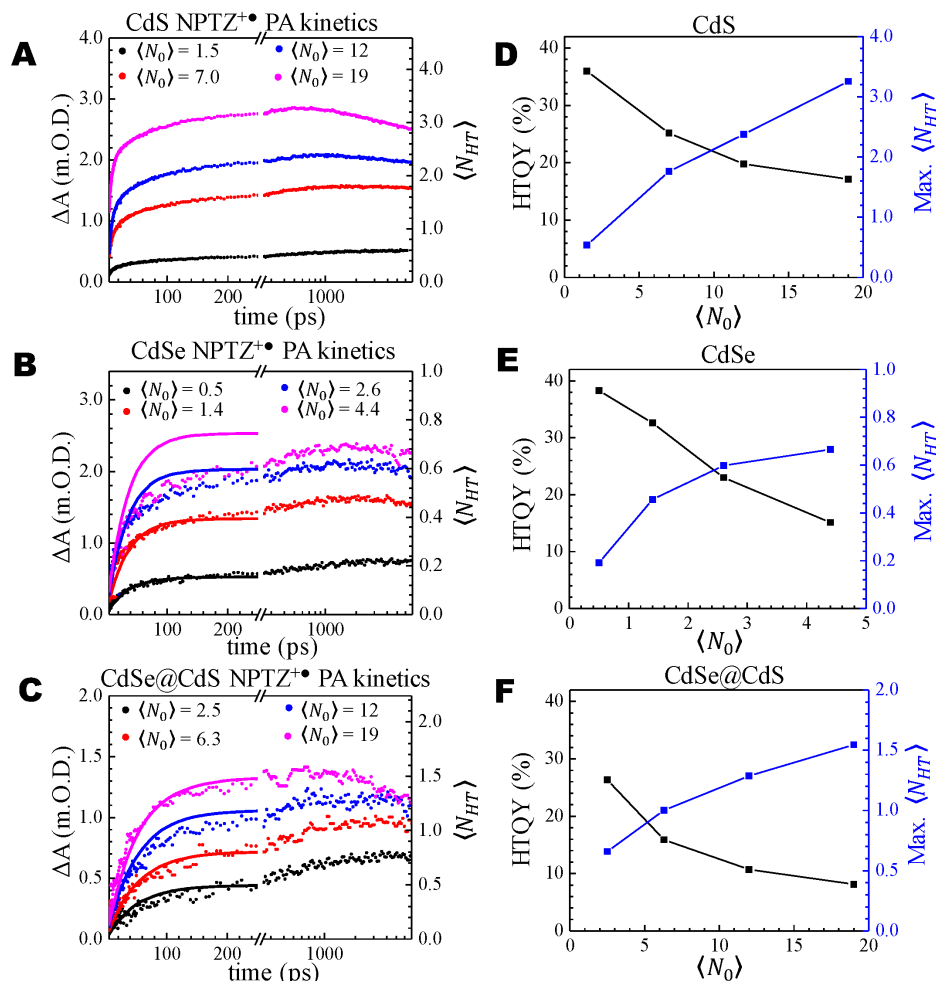 A
CdS NPTZ⁺• PA kinetics
⟨N₀⟩ = 1.5
⟨N₀⟩ = 12
⟨N₀⟩ = 7.0
⟨N₀⟩ = 19
4.0
3.0
2.0
1.0
0.0
ΔA (m.O.D.)
4.0
3.0
2.0
1.0
0.0
⟨N_HT⟩
100 200 1000
time (ps)
D
CdS
40
30
20
10
HTQY (%)
4.0
3.0
2.0
1.0
0.0
Max. ⟨N_HT⟩
0 5 10 15 20
⟨N₀⟩
B
CdSe NPTZ⁺• PA kinetics
⟨N₀⟩ = 0.5
⟨N₀⟩ = 2.6
⟨N₀⟩ = 1.4
⟨N₀⟩ = 4.4
3.0
2.0
1.0
0.0
ΔA (m.O.D.)
1.0
0.8
0.6
0.4
0.2
0.0
⟨N_HT⟩
100 200 1000
time (ps)
E
CdSe
40
30
20
10
0
HTQY (%)
1.0
0.8
0.6
0.4
0.2
0.0
Max. ⟨N_HT⟩
0 1 2 3 4 5
⟨N₀⟩
C
CdSe@CdS NPTZ⁺• PA kinetics
⟨N₀⟩ = 2.5
⟨N₀⟩ = 12
⟨N₀⟩ = 6.3
⟨N₀⟩ = 19
2.0
1.5
1.0
0.5
0.0
ΔA (m.O.D.)
2.0
1.5
1.0
0.5
0.0
⟨N_HT⟩
100 200 1000
time (ps)
F
CdSe@CdS
40
30
20
10
0
HTQY (%)
2.0
1.5
1.0
0.5
0.0
Max. ⟨N_HT⟩
0 5 10 15 20
⟨N₀⟩